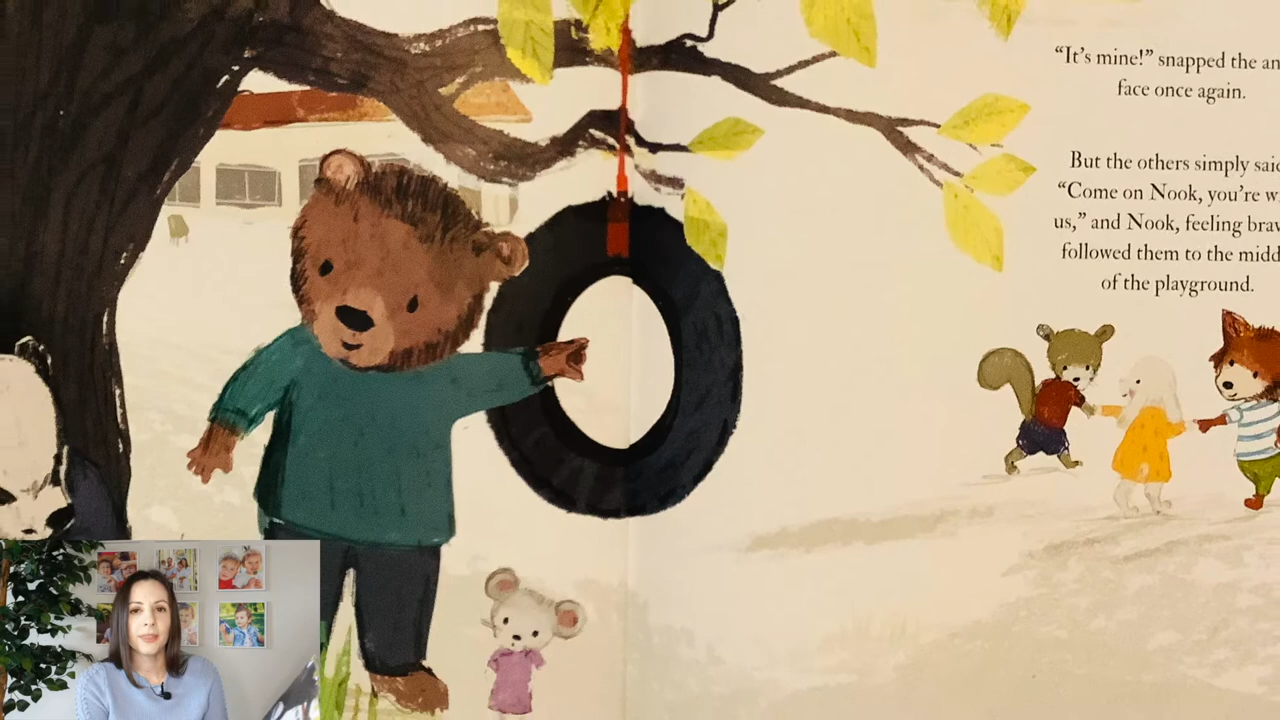 “It’s mine!” snapped the an
face once again.
But the others simply said
“Come on Nook, you’re w
us,” and Nook, feeling brav
followed them to the midd
of the playground.